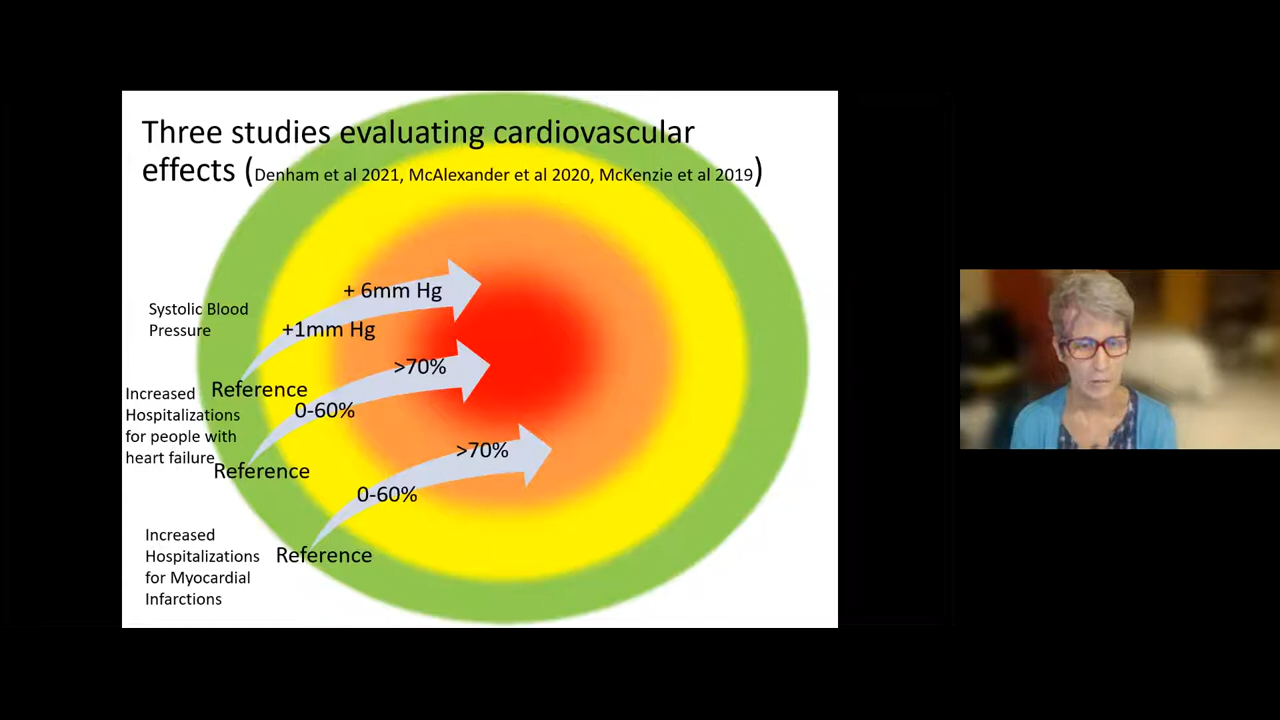 Three studies evaluating cardiovascular
effects (Denham et al 2021, McAlexander et al 2020, McKenzie et al 2019)
+ 6mm Hg
Systolic Blood
Pressure
+1mm Hg
>70%
Reference
Increased
Hospitalizations
for people with
heart failure
0-60%
Reference
>70%
0-60%
Increased
Hospitalizations
for Myocardial
Infarctions
Reference